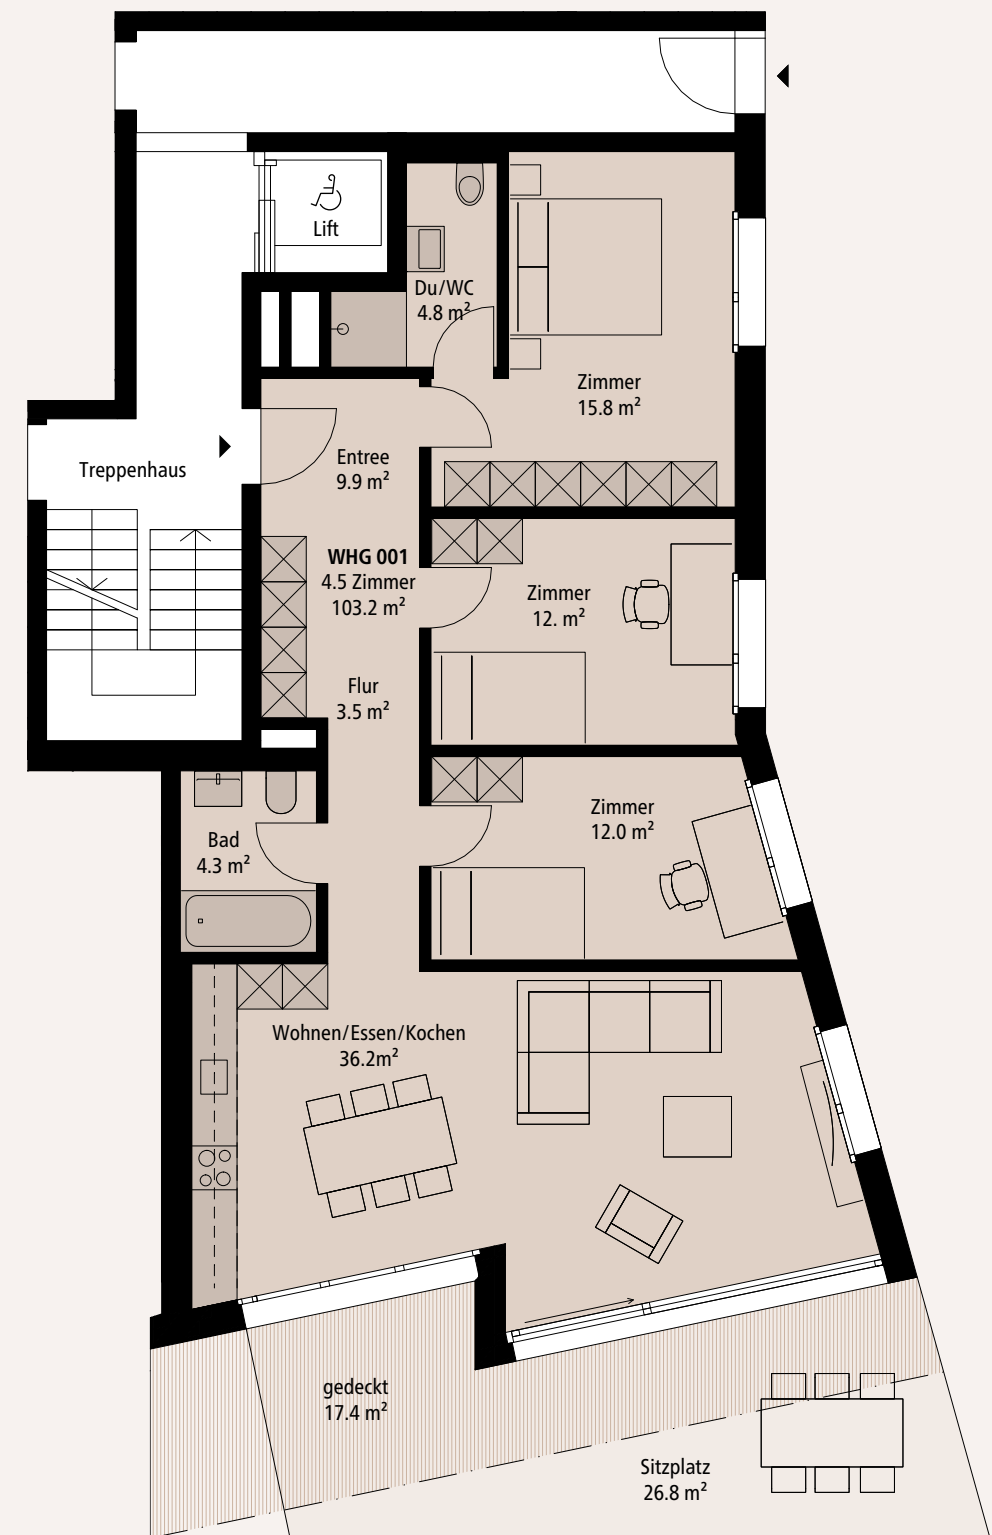 Lift
Du/WC
4.8 m²
Zimmer
15.8 m²
Treppenhaus
Entree
9.9 m²
WHG 001
4.5 Zimmer
103.2 m²
Zimmer
12. m²
Flur
3.5 m²
Zimmer
12.0 m²
Bad
4.3 m²
Wohnen/Essen/Kochen
36.2m²
gedeckt
17.4 m²
Sitzplatz
26.8 m²